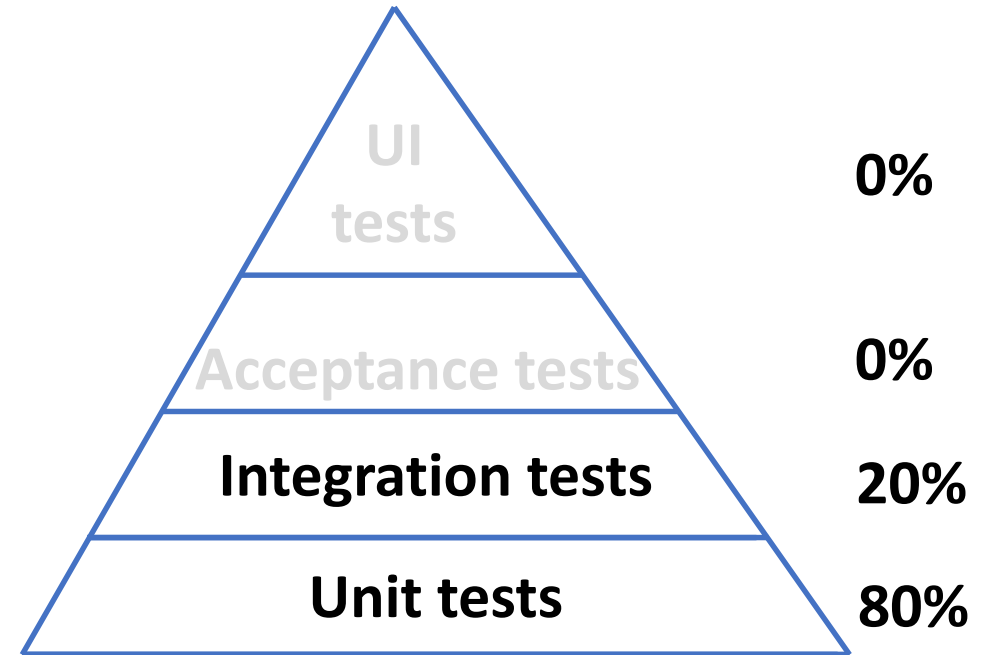 UI
tests
0%
Acceptance tests
0%
Integration tests
20%
Unit tests
80%